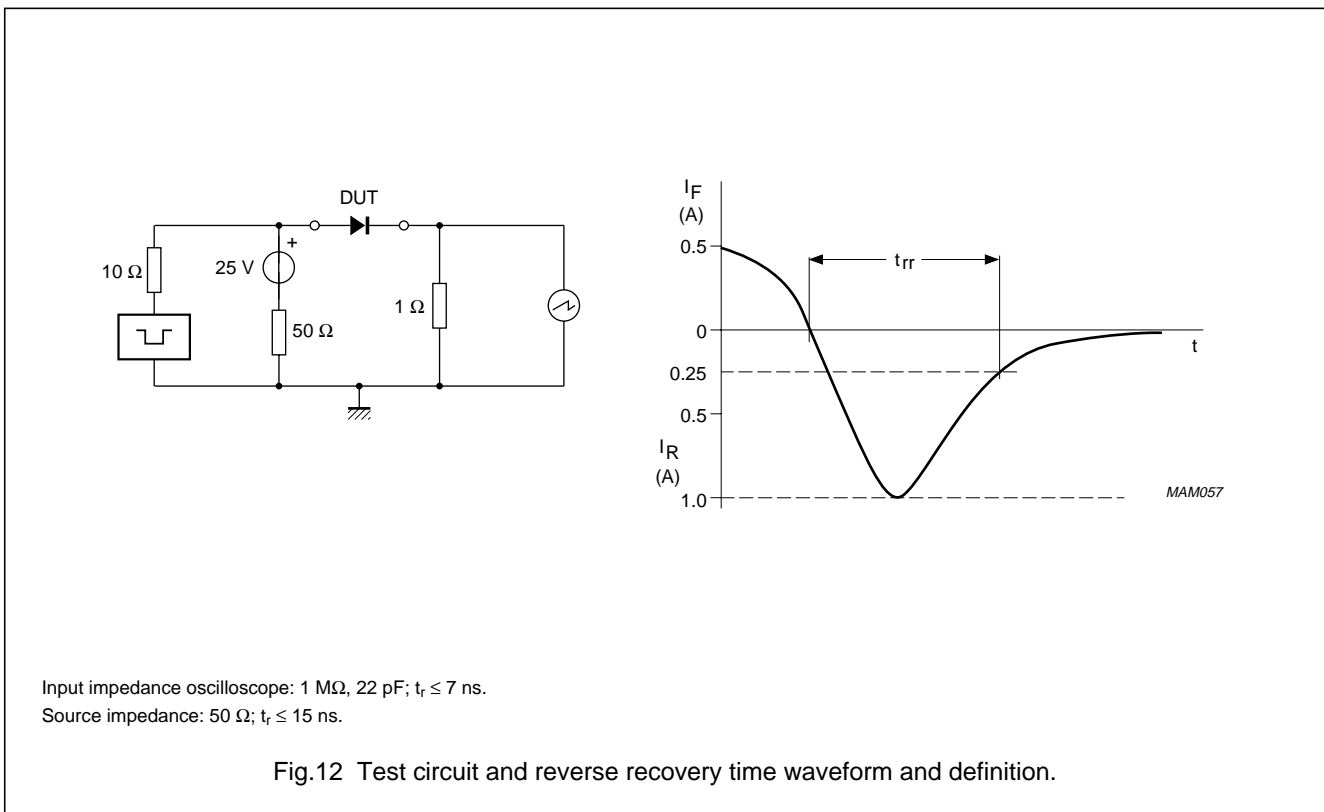 DUT
+
10 Ω
25 V
50 Ω
1 Ω
I_F
(A)
0.5
t_rr
0
t
0.25
0.5
I_R
(A)
1.0
MAM057
Input impedance oscilloscope: 1 MΩ, 22 pF; t_r ≤ 7 ns.
Source impedance: 50 Ω; t_r ≤ 15 ns.
Fig.12 Test circuit and reverse recovery time waveform and definition.